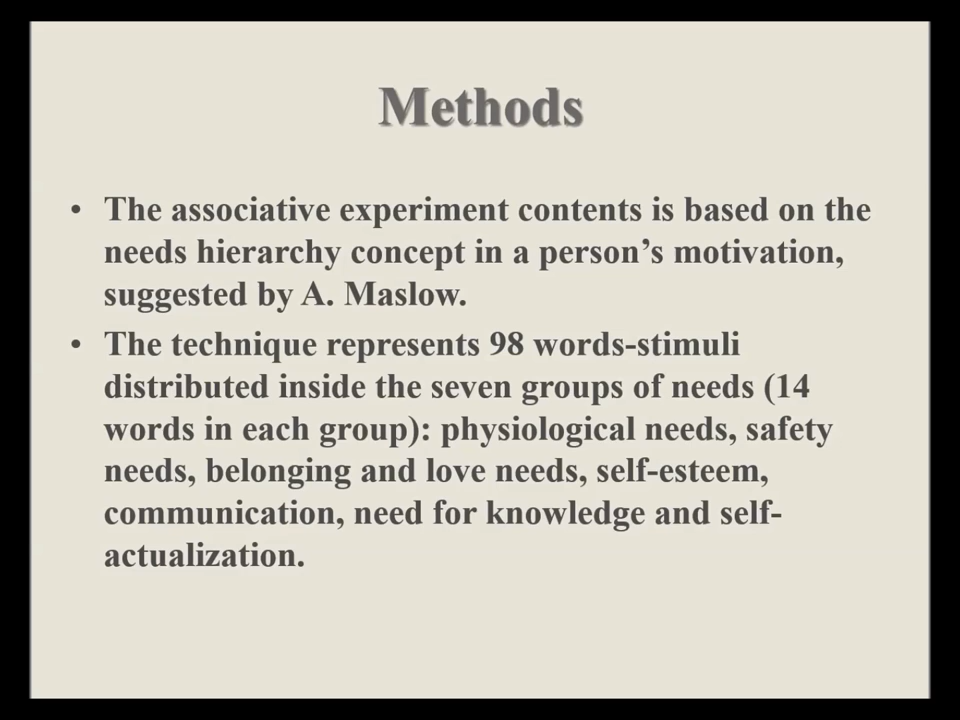 Methods
• The associative experiment contents is based on the
needs hierarchy concept in a person’s motivation,
suggested by A. Maslow.
• The technique represents 98 words-stimuli
distributed inside the seven groups of needs (14
words in each group): physiological needs, safety
needs, belonging and love needs, self-esteem,
communication, need for knowledge and self-
actualization.